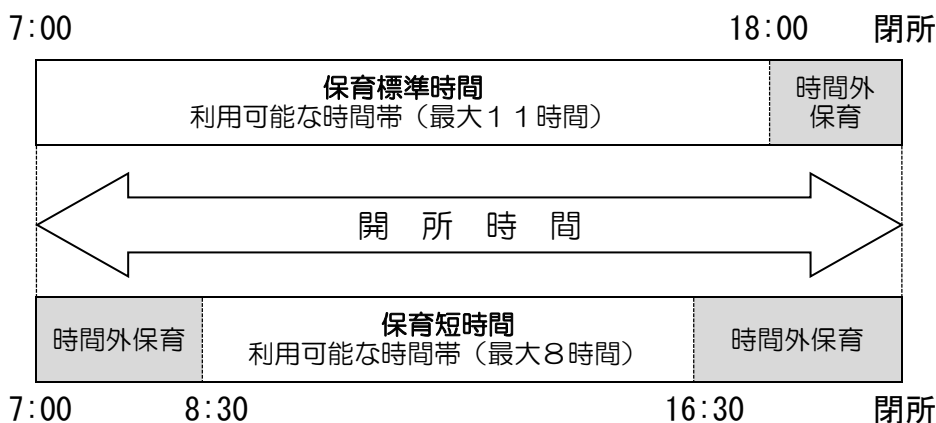 7:00 18:00 閉所
保育標準時間
利用可能な時間帯（最大１１時間）
時間外
保育
開所時間
時間外保育
保育短時間
利用可能な時間帯（最大８時間）
時間外保育
7:00 8:30 16:30 閉所